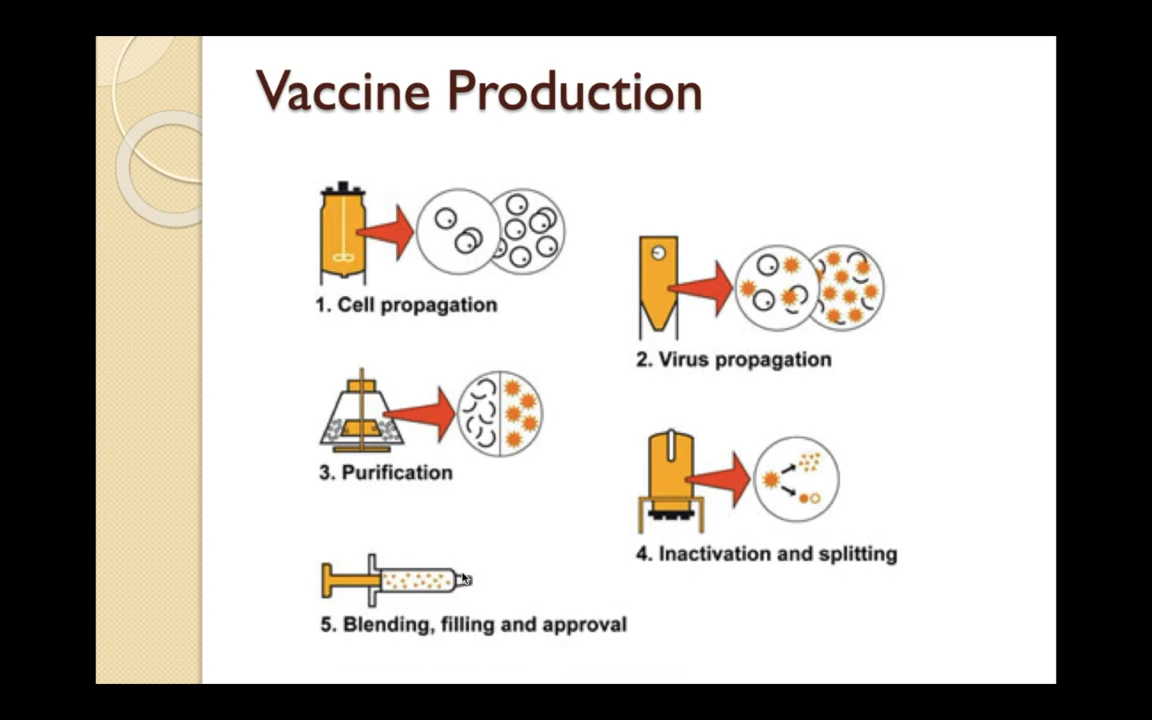 Vaccine Production
1. Cell propagation
2. Virus propagation
3. Purification
4. Inactivation and splitting
5. Blending, filling and approval